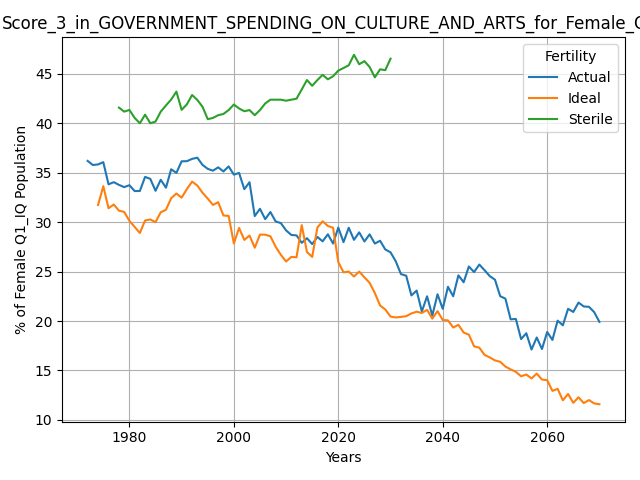 Score_3_in_GOVERNMENT_SPENDING_ON_CULTURE_AND_ARTS_for_Female_
Fertility
Actual
Ideal
Sterile
% of Female Q1_IQ Population
45
40
35
30
25
20
15
10
1980
2000
2020
2040
2060
Years